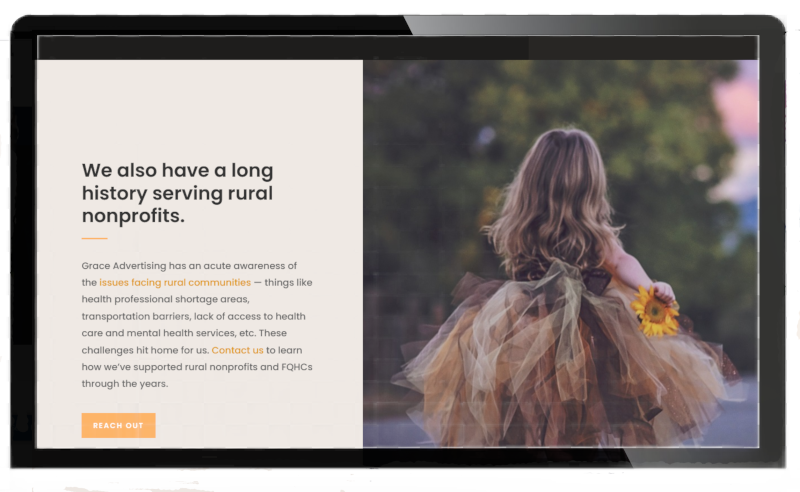 We also have a long
history serving rural
nonprofits.
Grace Advertising has an acute awareness of
the issues facing rural communities — things like
health professional shortage areas,
transportation barriers, lack of access to health
care and mental health services, etc. These
challenges hit home for us. Contact us to learn
how we've supported rural nonprofits and FQHCs
through the years.
REACH OUT